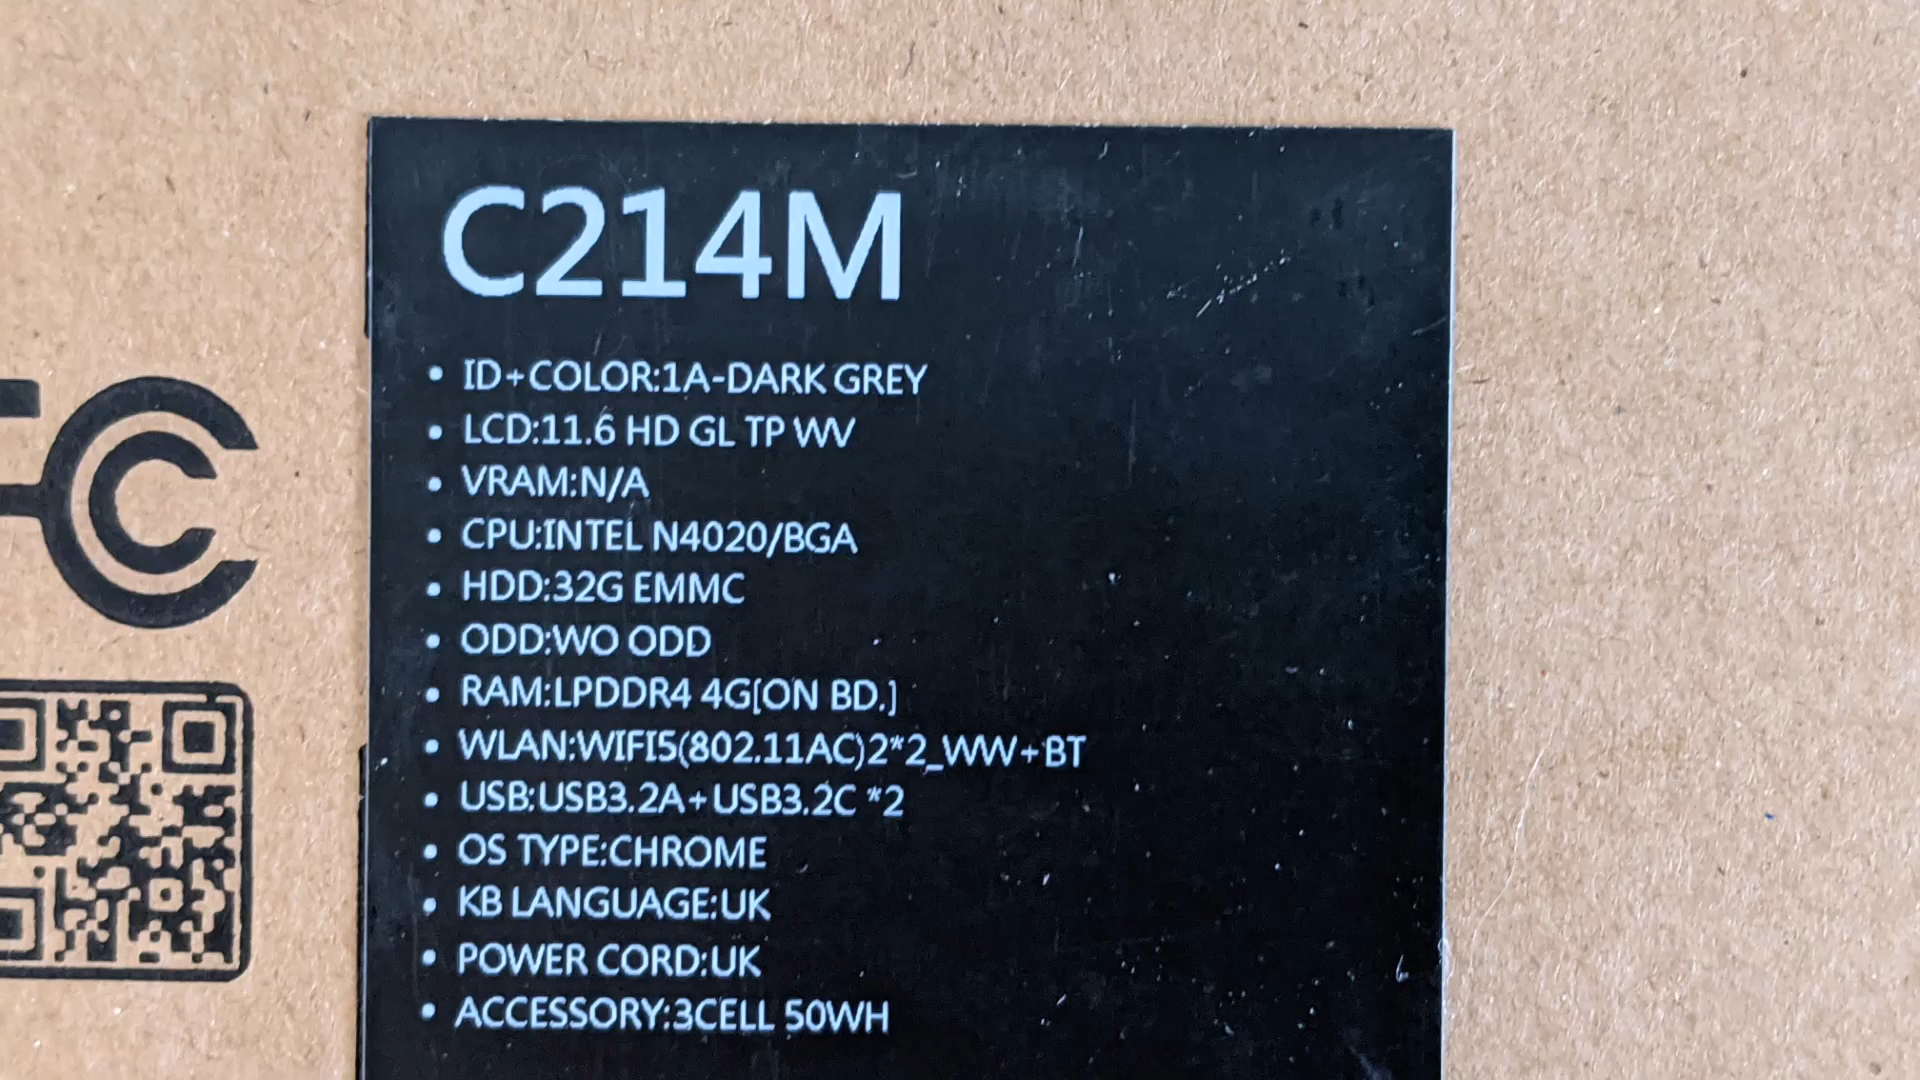 C214M
• ID+COLOR:1A-DARK GREY
• LCD:11.6 HD GL TP WV
• VRAM:N/A
• CPU:INTEL N4020/BGA
• HDD:32G EMMC
• ODD:WO ODD
• RAM:LPDDR4 4G[ON BD.]
• WLAN:WIFI5(802.11AC)2*2_WW+BT
• USB:USB3.2A+USB3.2C *2
• OS TYPE:CHROME
• KB LANGUAGE:UK
• POWER CORD:UK
• ACCESSORY:3CELL 50WH